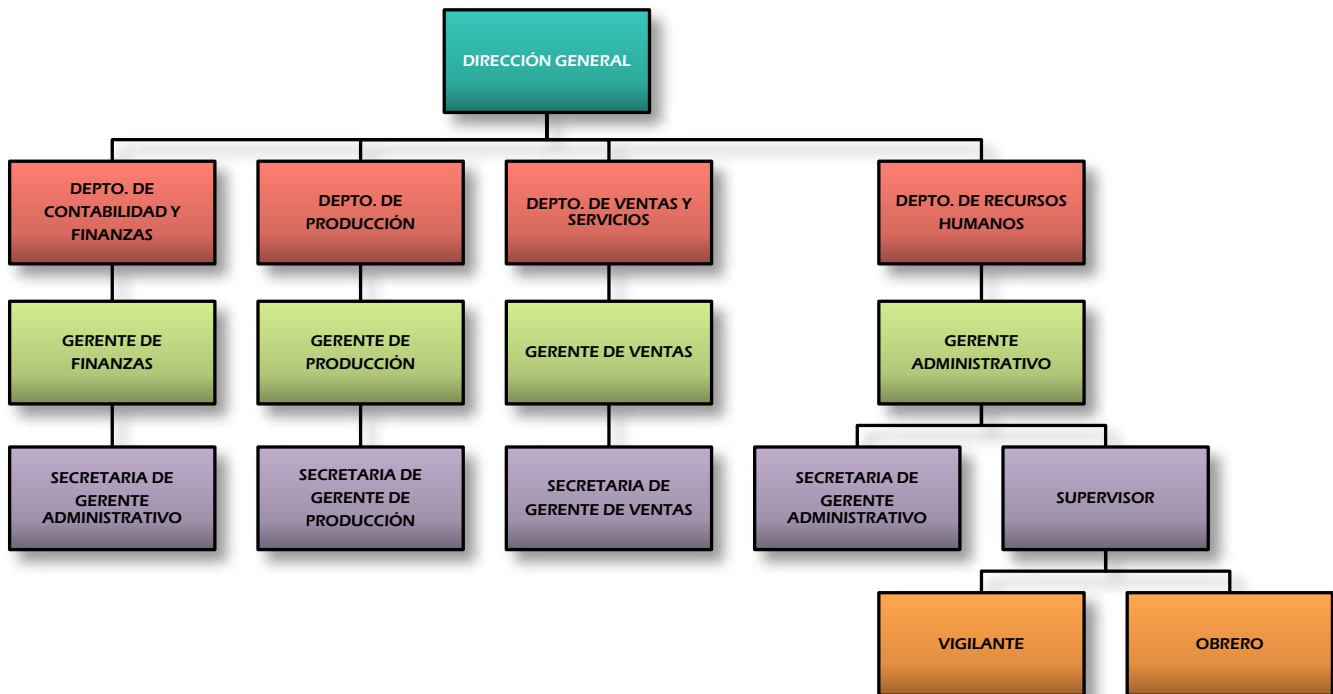 DIRECCIÓN GENERAL
DEPTO. DE
CONTABILIDAD Y
FINANZAS
DEPTO. DE
PRODUCCIÓN
DEPTO. DE VENTAS Y
SERVICIOS
DEPTO. DE RECURSOS
HUMANOS
GERENTE DE
FINANZAS
GERENTE DE
PRODUCCIÓN
GERENTE DE VENTAS
GERENTE
ADMINISTRATIVO
SECRETARIA DE
GERENTE
ADMINISTRATIVO
SECRETARIA DE
GERENTE DE
PRODUCCIÓN
SECRETARIA DE
GERENTE DE VENTAS
SECRETARIA DE
GERENTE
ADMINISTRATIVO
SUPERVISOR
VIGILANTE
OBRERO